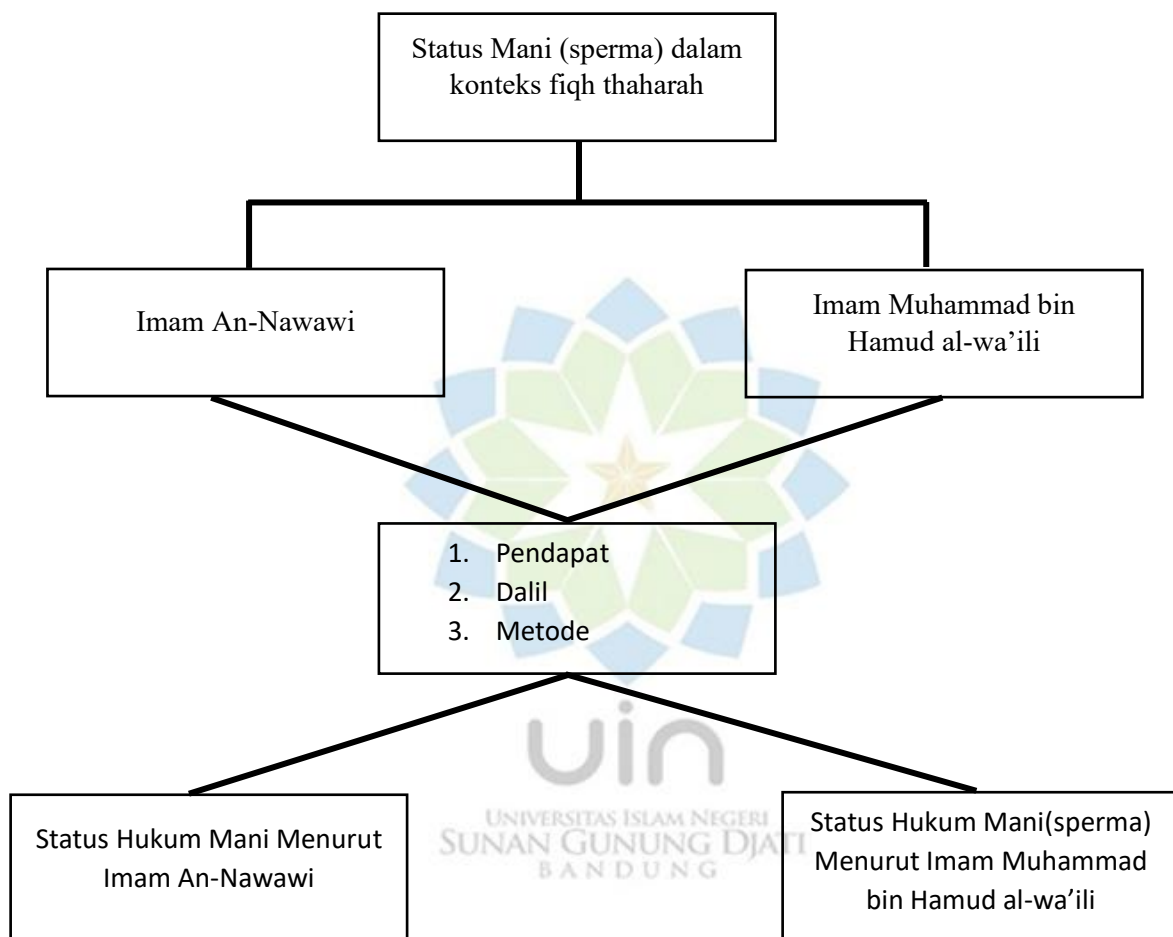 Status Mani (sperma) dalam
konteks fiqh thaharah
Imam An-Nawawi
Imam Muhammad bin
Hamud al-wa’ili
1. Pendapat
2. Dalil
3. Metode
uin
UNIVERSITAS ISLAM NEGERI
SUNAN GUNUNG DJATI
BANDUNG
Status Hukum Mani Menurut
Imam An-Nawawi
Status Hukum Mani(sperma)
Menurut Imam Muhammad
bin Hamud al-wa’ili